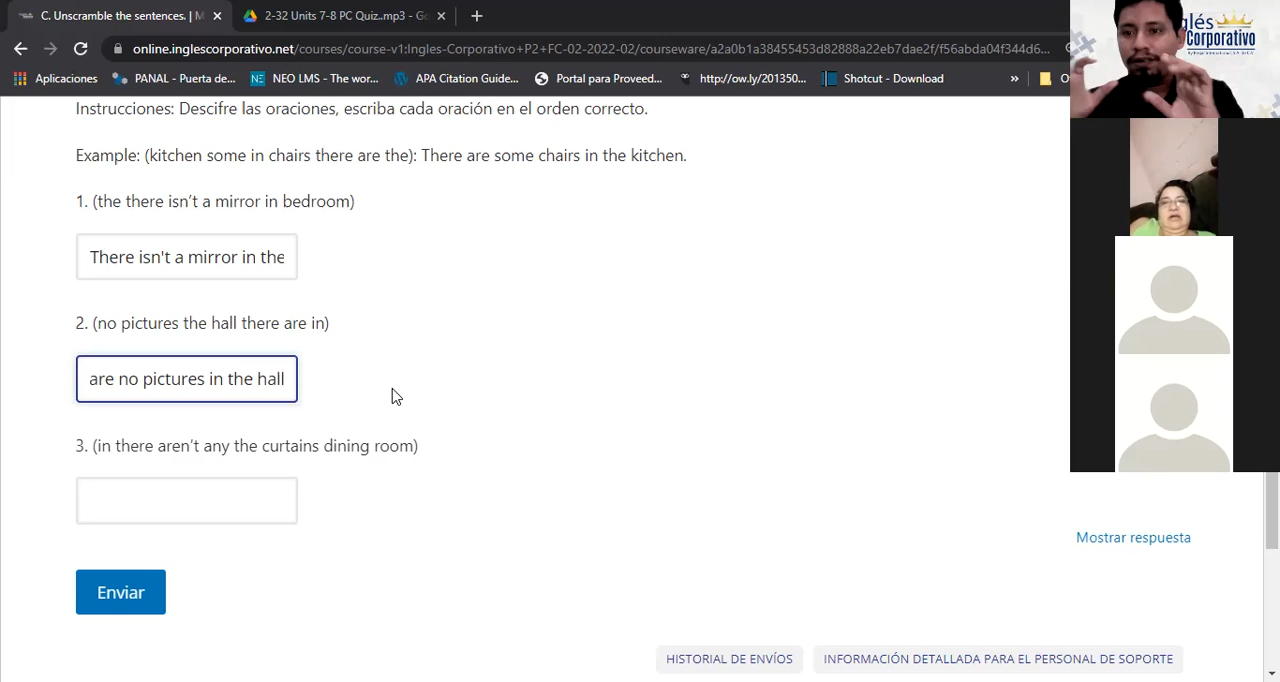 C. Unscramble the sentences. | M
2-32 Units 7-8 PC Quiz..mp3 - Go
online.inglescorporativo.net/courses/course-v1:Ingles-Corporativo+P2+FC-02-2022-02/courseware/a2a0b1a38455453d82888a22eb7dae2f/f56abda04f344d6...
Aplicaciones
PANAL - Puerta de...
NEO LMS - The wor...
APA Citation Guide...
Portal para Proveed...
http://ow.ly/201350...
Shotcut - Download
»
Instrucciones: Descifre las oraciones, escriba cada oración en el orden correcto.
Example: (kitchen some in chairs there are the): There are some chairs in the kitchen.
1. (the there isn’t a mirror in bedroom)
There isn't a mirror in the
2. (no pictures the hall there are in)
are no pictures in the hall
3. (in there aren’t any the curtains dining room)
Mostrar respuesta
Enviar
HISTORIAL DE ENVÍOS
INFORMACIÓN DETALLADA PARA EL PERSONAL DE SOPORTE
glés
Corporativo